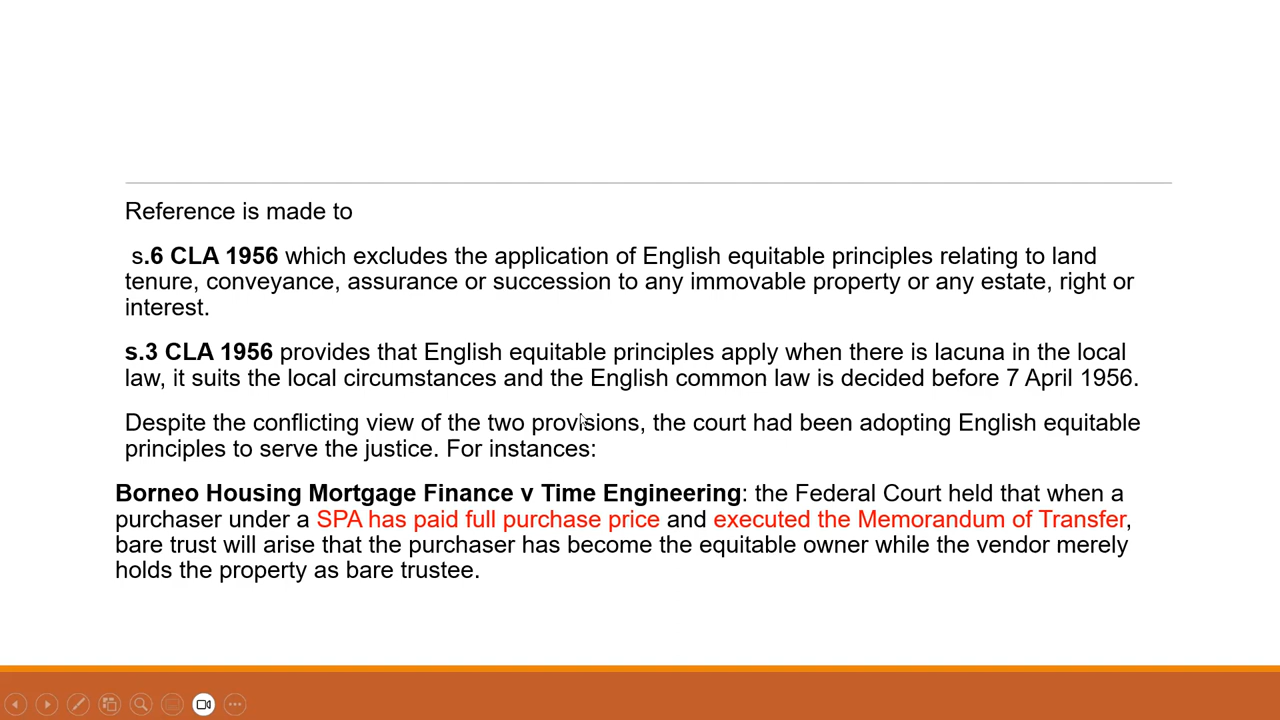 Reference is made to
s.6 CLA 1956 which excludes the application of English equitable principles relating to land
tenure, conveyance, assurance or succession to any immovable property or any estate, right or
interest.
s.3 CLA 1956 provides that English equitable principles apply when there is lacuna in the local
law, it suits the local circumstances and the English common law is decided before 7 April 1956.
Despite the conflicting view of the two provisions, the court had been adopting English equitable
principles to serve the justice. For instances:
Borneo Housing Mortgage Finance v Time Engineering: the Federal Court held that when a
purchaser under a SPA has paid full purchase price and executed the Memorandum of Transfer,
bare trust will arise that the purchaser has become the equitable owner while the vendor merely
holds the property as bare trustee.